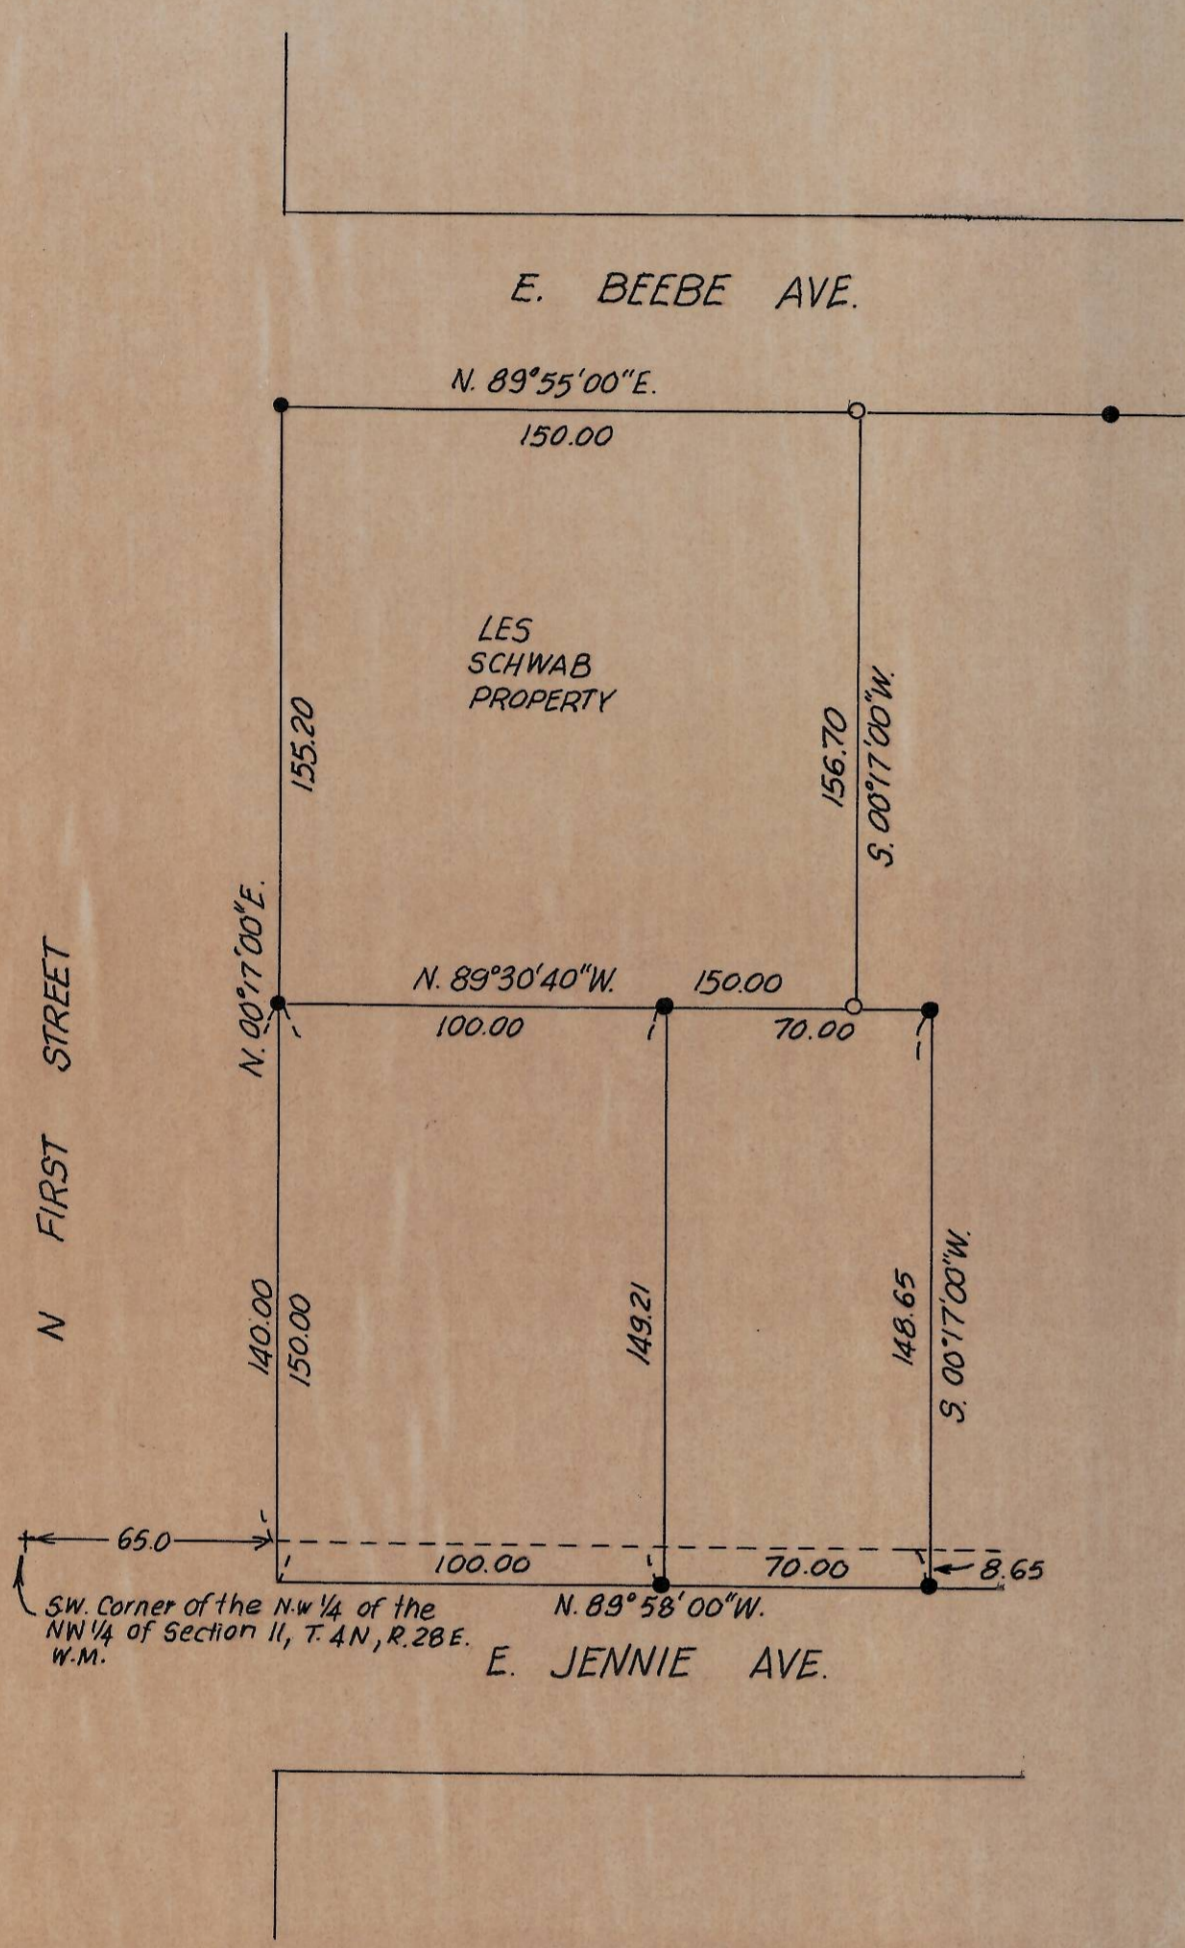 E. BEEBE AVE.
N. 89°55'00"E.
150.00
LES
SCHWAB
PROPERTY
155.20
156.70
S. 00°17'00"W.
N. 00°17'00"E.
N. 89°30'40"W. 150.00
100.00 70.00
N FIRST STREET
140.00
150.00
149.21
148.65
S. 00°17'00"W.
65.0
100.00 70.00 8.65
S.W. Corner of the N.W 1/4 of the
NW 1/4 of Section 11, T. 4N, R. 28 E.
W.M.
N. 89°58'00"W.
E. JENNIE AVE.